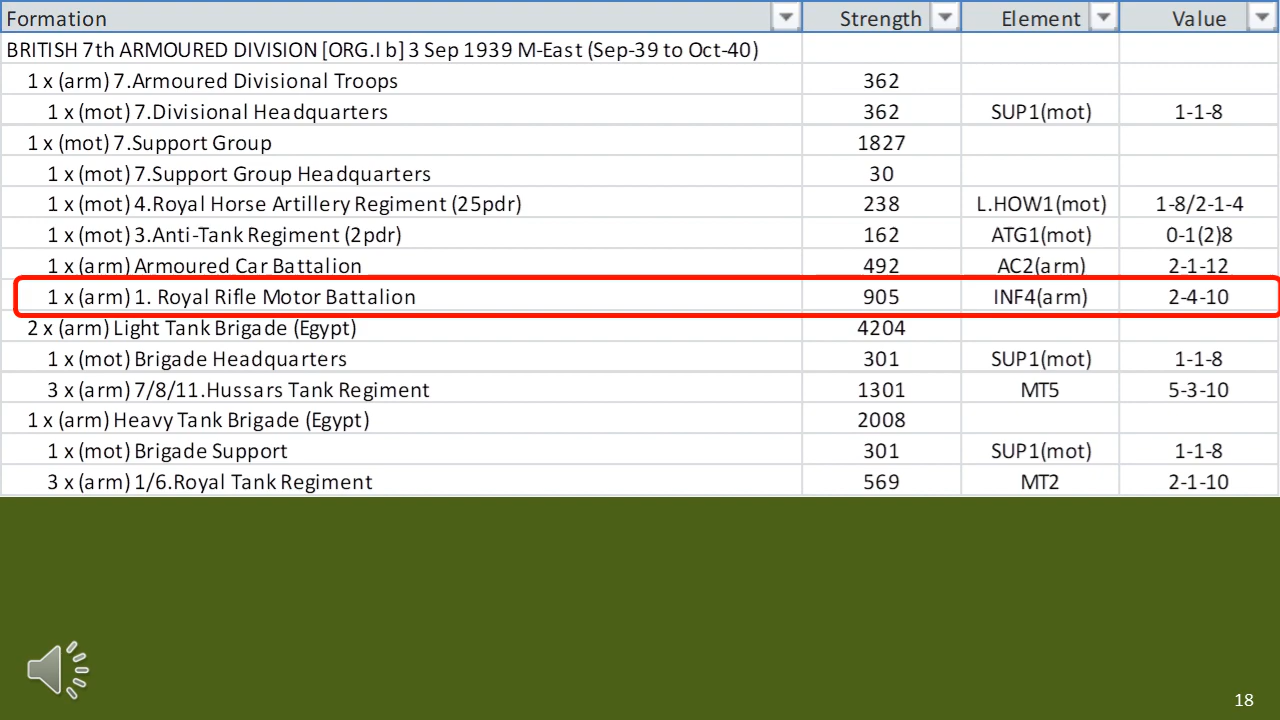 Formation Strength Element Value
BRITISH 7th ARMOURED DIVISION [ORG.I b] 3 Sep 1939 M-East (Sep-39 to Oct-40)
1 x (arm) 7.Armoured Divisional Troops 362
1 x (mot) 7.Divisional Headquarters 362 SUP1(mot) 1-1-8
1 x (mot) 7.Support Group 1827
1 x (mot) 7.Support Group Headquarters 30
1 x (mot) 4.Royal Horse Artillery Regiment (25pdr) 238 L.HOW1(mot) 1-8/2-1-4
1 x (mot) 3.Anti-Tank Regiment (2pdr) 162 ATG1(mot) 0-1(2)8
1 x (arm) Armoured Car Battalion 492 AC2(arm) 2-1-12
1 x (arm) 1. Royal Rifle Motor Battalion 905 INF4(arm) 2-4-10
2 x (arm) Light Tank Brigade (Egypt) 4204
1 x (mot) Brigade Headquarters 301 SUP1(mot) 1-1-8
3 x (arm) 7/8/11.Hussars Tank Regiment 1301 MT5 5-3-10
1 x (arm) Heavy Tank Brigade (Egypt) 2008
1 x (mot) Brigade Support 301 SUP1(mot) 1-1-8
3 x (arm) 1/6.Royal Tank Regiment 569 MT2 2-1-10
18